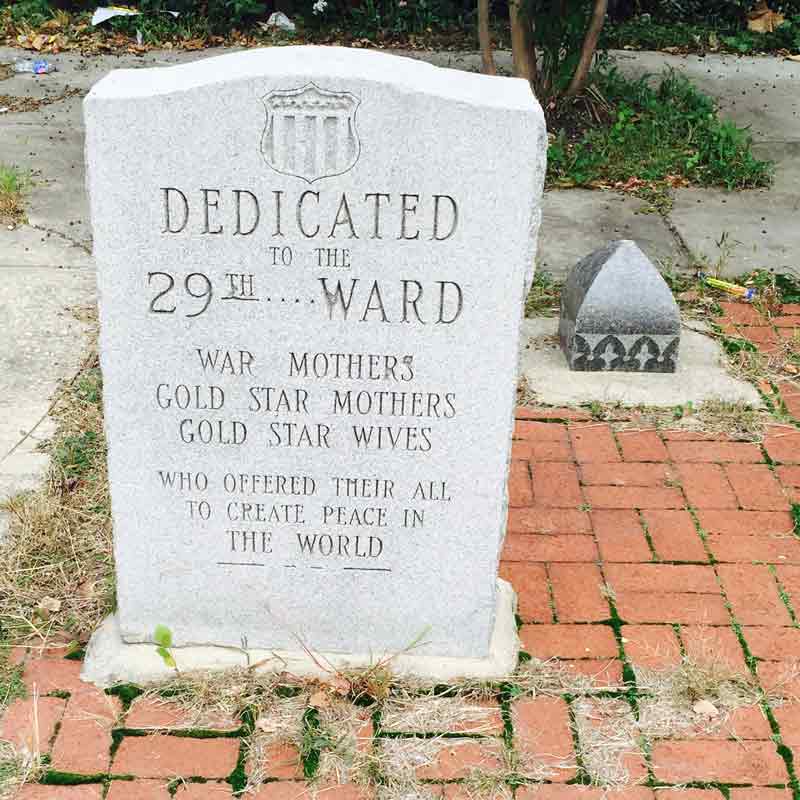 DEDICATED
TO THE
29TH....WARD
WAR MOTHERS
GOLD STAR MOTHERS
GOLD STAR WIVES
WHO OFFERED THEIR ALL
TO CREATE PEACE IN
THE WORLD